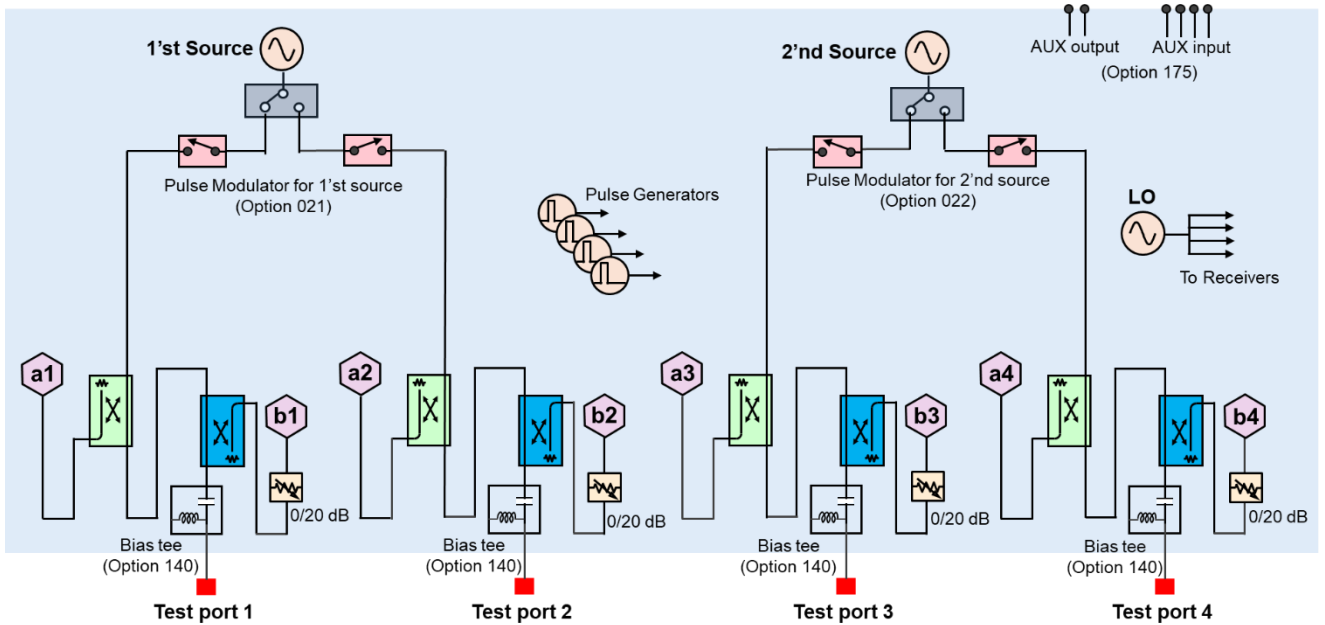 1'st Source
2'nd Source
AUX output
AUX input
(Option 175)
Pulse Modulator for 1'st source
(Option 021)
Pulse Generators
Pulse Modulator for 2'nd source
(Option 022)
LO
To Receivers
a1
b1
a2
b2
a3
b3
a4
b4
0/20 dB
0/20 dB
0/20 dB
0/20 dB
Bias tee
(Option 140)
Bias tee
(Option 140)
Bias tee
(Option 140)
Bias tee
(Option 140)
Test port 1
Test port 2
Test port 3
Test port 4